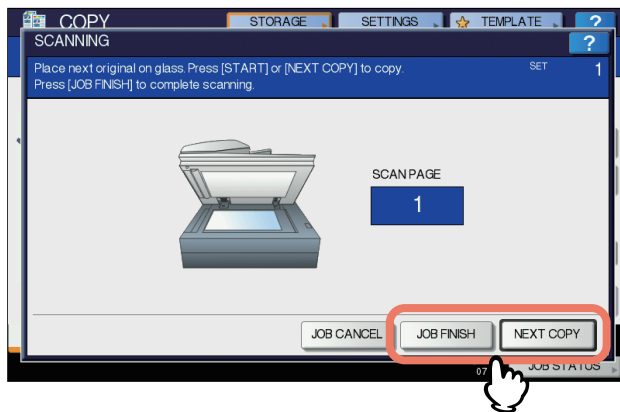 COPY
STORAGE
SETTINGS
TEMPLATE
?
SCANNING
?
Place next original on glass. Press [START] or [NEXT COPY] to copy.
Press [JOB FINISH] to complete scanning.
SET 1
SCAN PAGE
1
JOB CANCEL
JOB FINISH
NEXT COPY
07
JOB STATUS